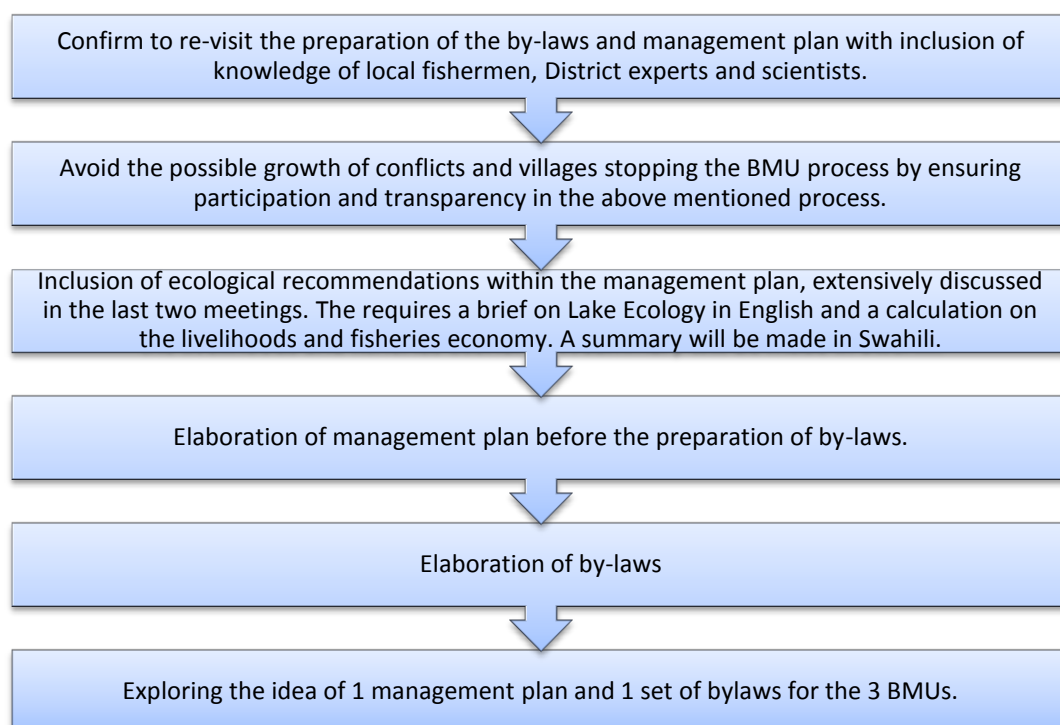 Confirm to re-visit the preparation of the by-laws and management plan with inclusion of
knowledge of local fishermen, District experts and scientists.
Avoid the possible growth of conflicts and villages stopping the BMU process by ensuring
participation and transparency in the above mentioned process.
Inclusion of ecological recommendations within the management plan, extensively discussed
in the last two meetings. The requires a brief on Lake Ecology in English and a calculation on
the livelihoods and fisheries economy. A summary will be made in Swahili.
Elaboration of management plan before the preparation of by-laws.
Elaboration of by-laws
Exploring the idea of 1 management plan and 1 set of bylaws for the 3 BMUs.